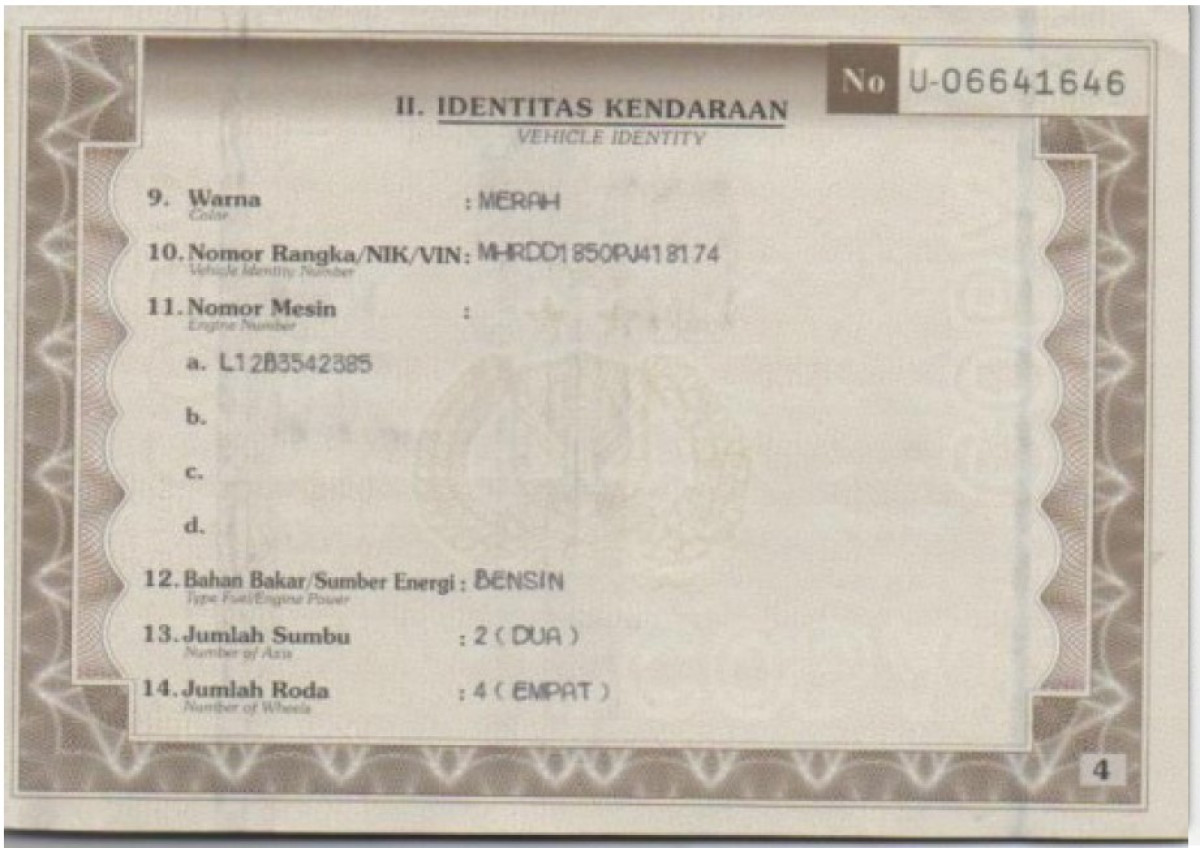 No U-06641646
II. IDENTITAS KENDARAAN
VEHICLE IDENTITY
9. Warna : MERAH
Color
10. Nomor Rangka/NIK/VIN: MHRDD1850PJ418174
Vehicle Identity Number
11. Nomor Mesin :
Engine Number
a. L12B3542385
b.
c.
d.
12. Bahan Bakar/Sumber Energi : BENSIN
Type Fuel/Engine Power
13. Jumlah Sumbu : 2 ( DUA )
Number of Axis
14. Jumlah Roda : 4 ( EMPAT )
Number of Wheels
4